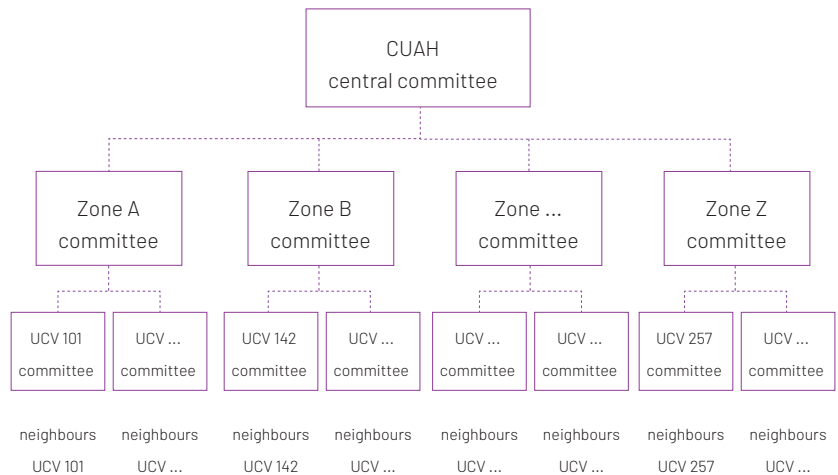 CUAH
central committee
Zone A
committee
Zone B
committee
Zone ...
committee
Zone Z
committee
UCV 101
committee
UCV ...
committee
UCV 142
committee
UCV ...
committee
UCV ...
committee
UCV ...
committee
UCV 257
committee
UCV ...
committee
neighbours
UCV 101
neighbours
UCV ...
neighbours
UCV 142
neighbours
UCV ...
neighbours
UCV ...
neighbours
UCV ...
neighbours
UCV 257
neighbours
UCV ...